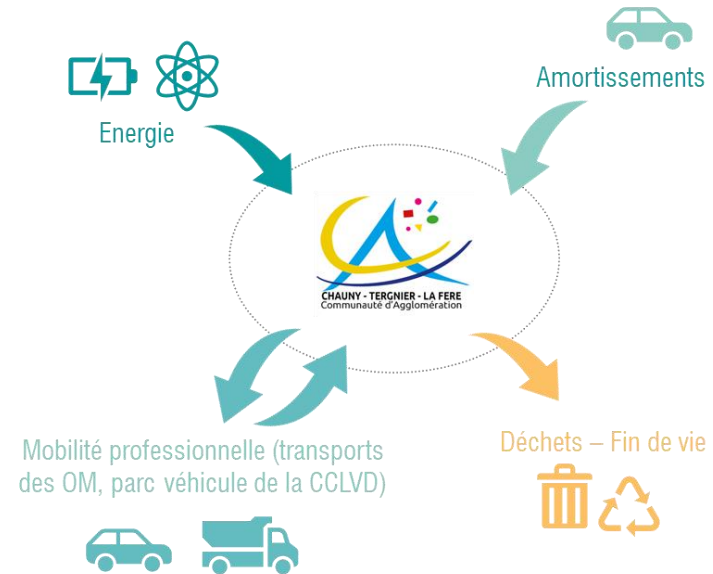 Amortissements
Energie
CHAUNY - TERGNIER - LA FERE
Communauté d'Agglomération
Mobilité professionnelle (transports
des OM, parc véhicule de la CCLVD)
Déchets – Fin de vie